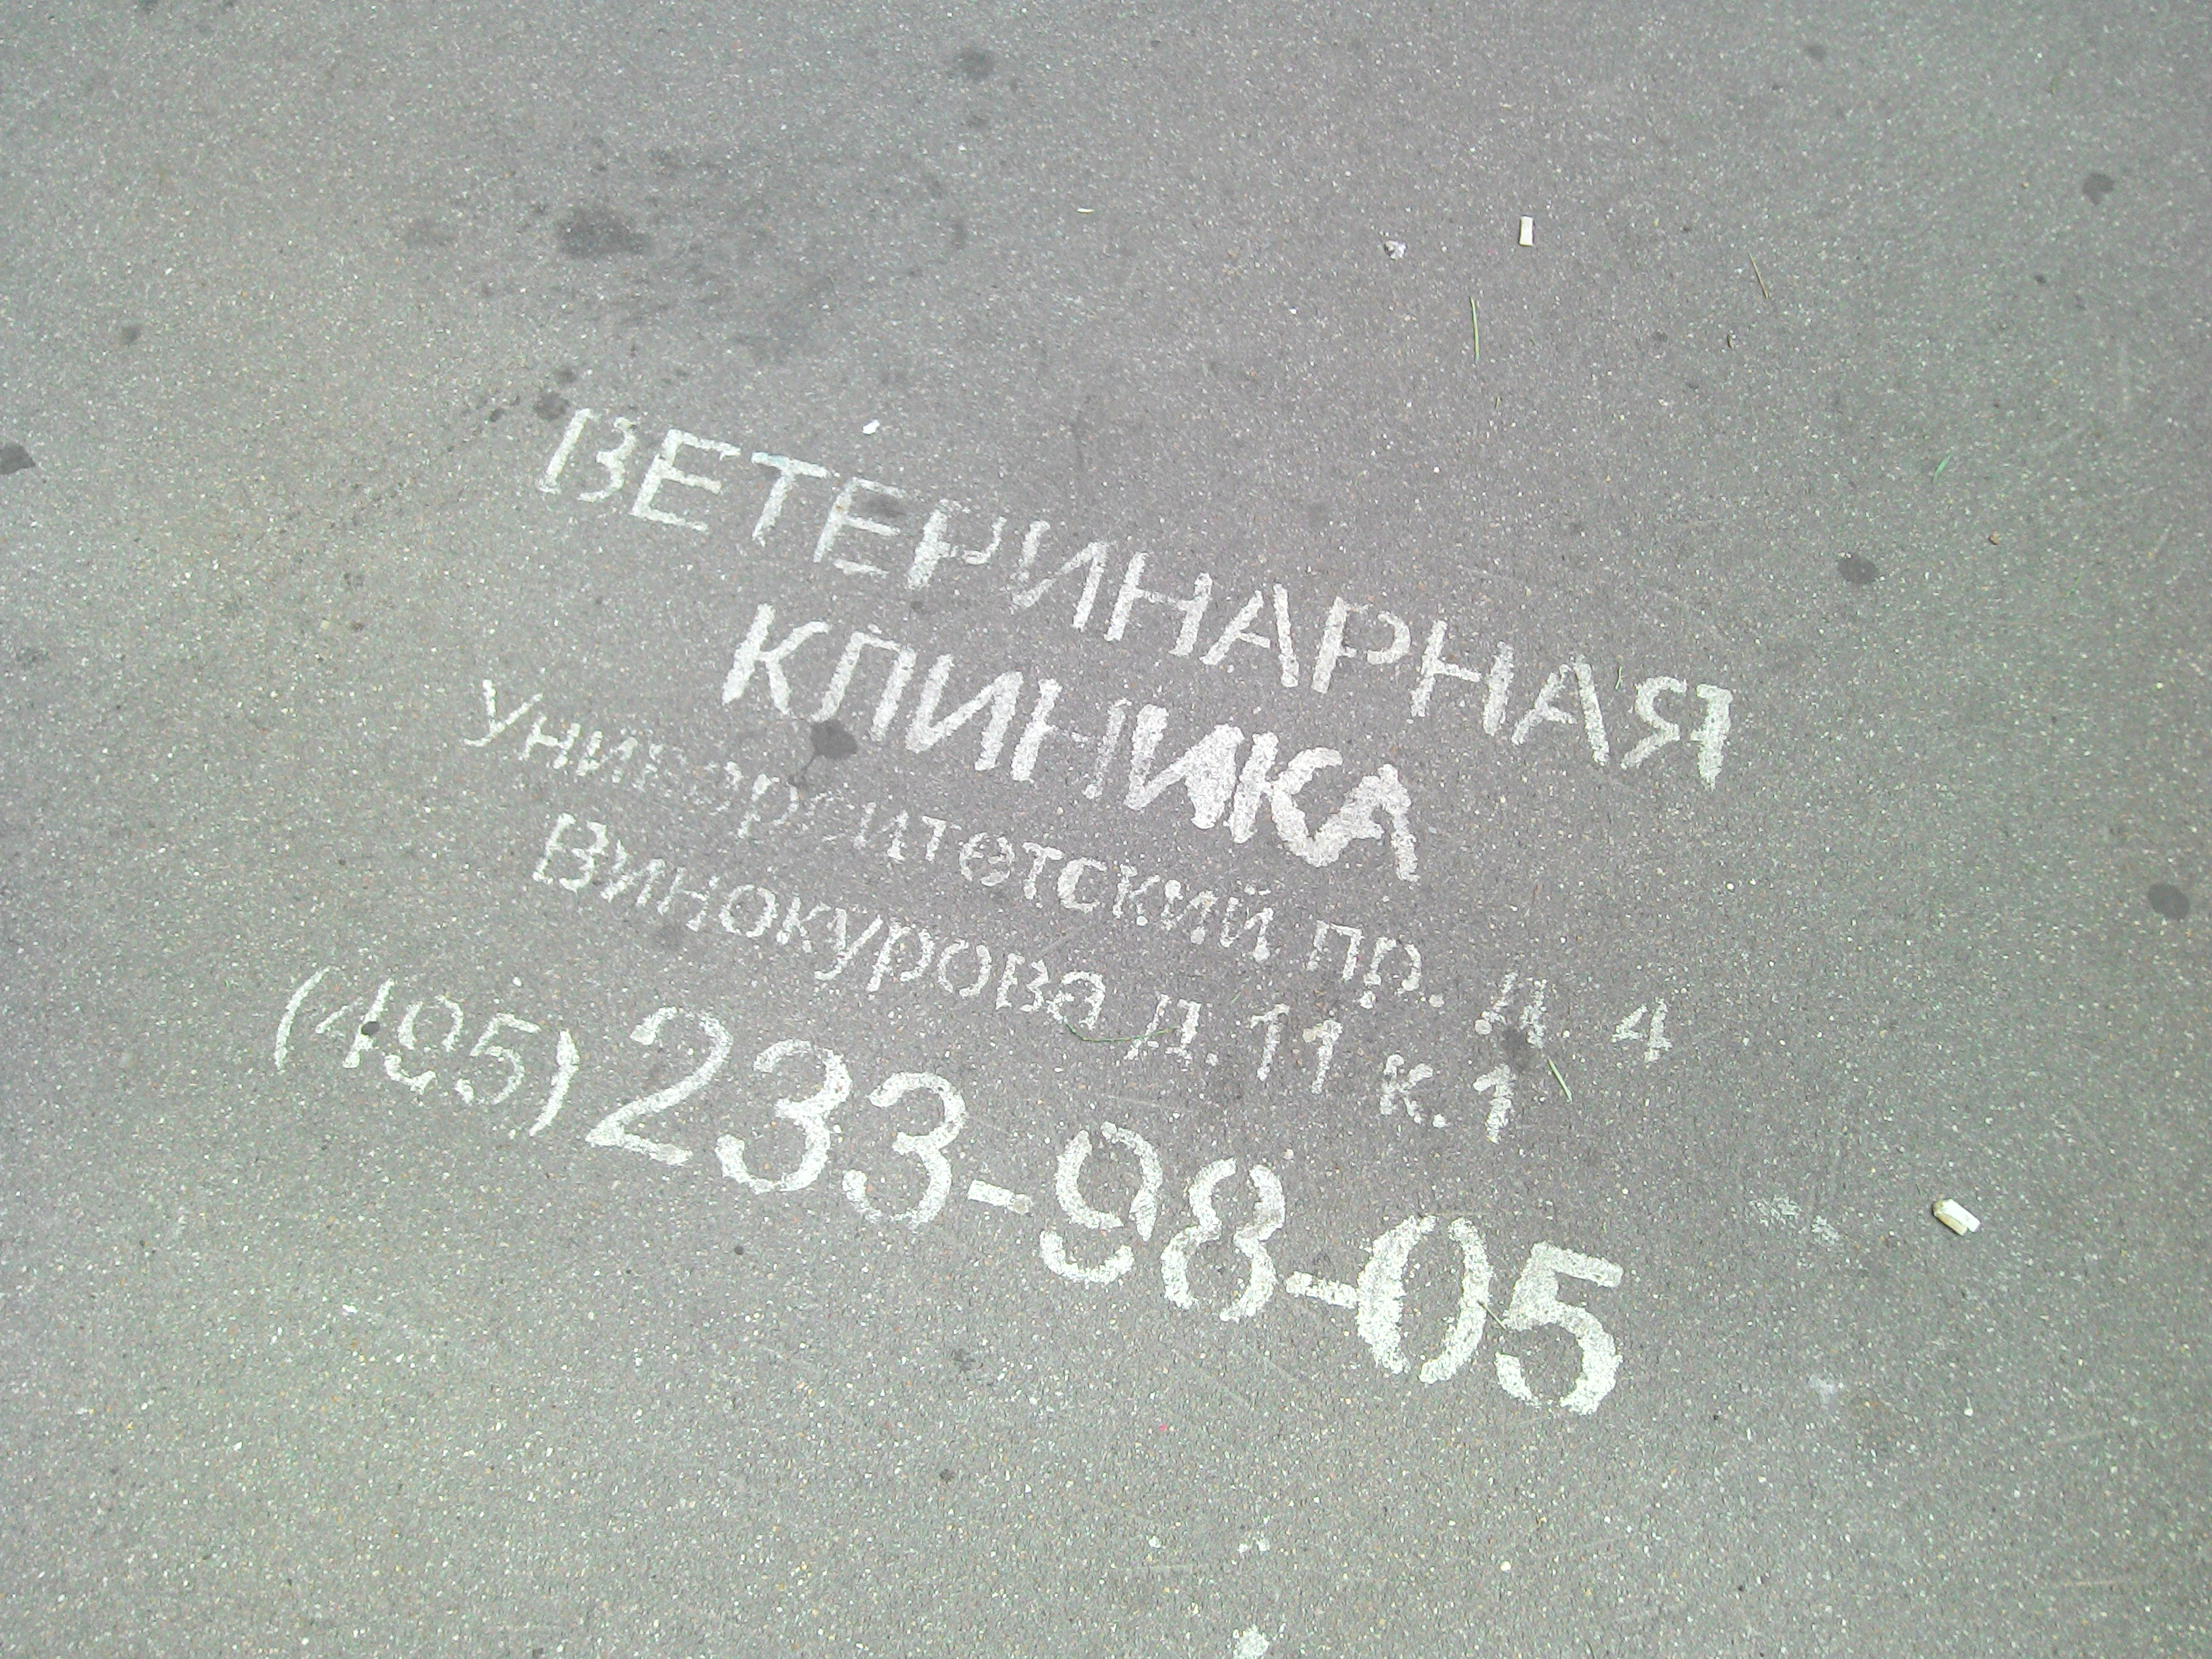 ВЕТЕРИНАРНАЯ
КЛИНИКА
Университетский пр. д. 4
Винокурова д. 11 к. 1
(495) 233-98-05